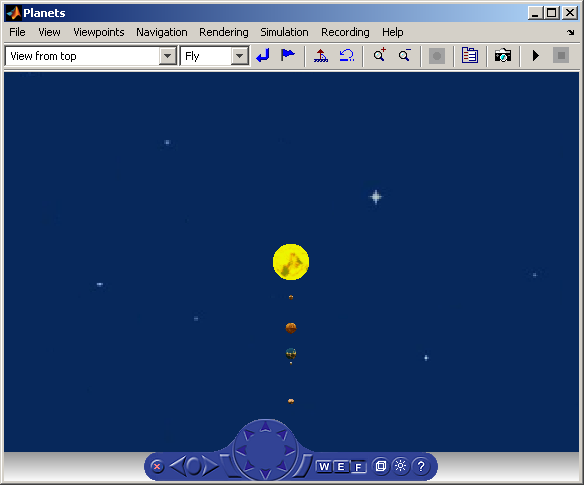 Planets
File View Viewpoints Navigation Rendering Simulation Recording Help
View from top Fly
W E F ?